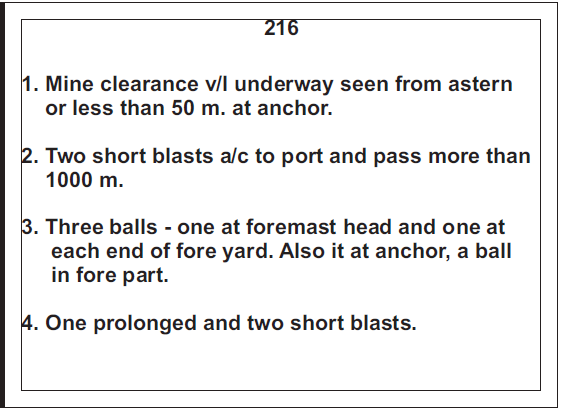 216
1. Mine clearance v/l underway seen from astern
or less than 50 m. at anchor.
2. Two short blasts a/c to port and pass more than
1000 m.
3. Three balls - one at foremast head and one at
each end of fore yard. Also it at anchor, a ball
in fore part.
4. One prolonged and two short blasts.